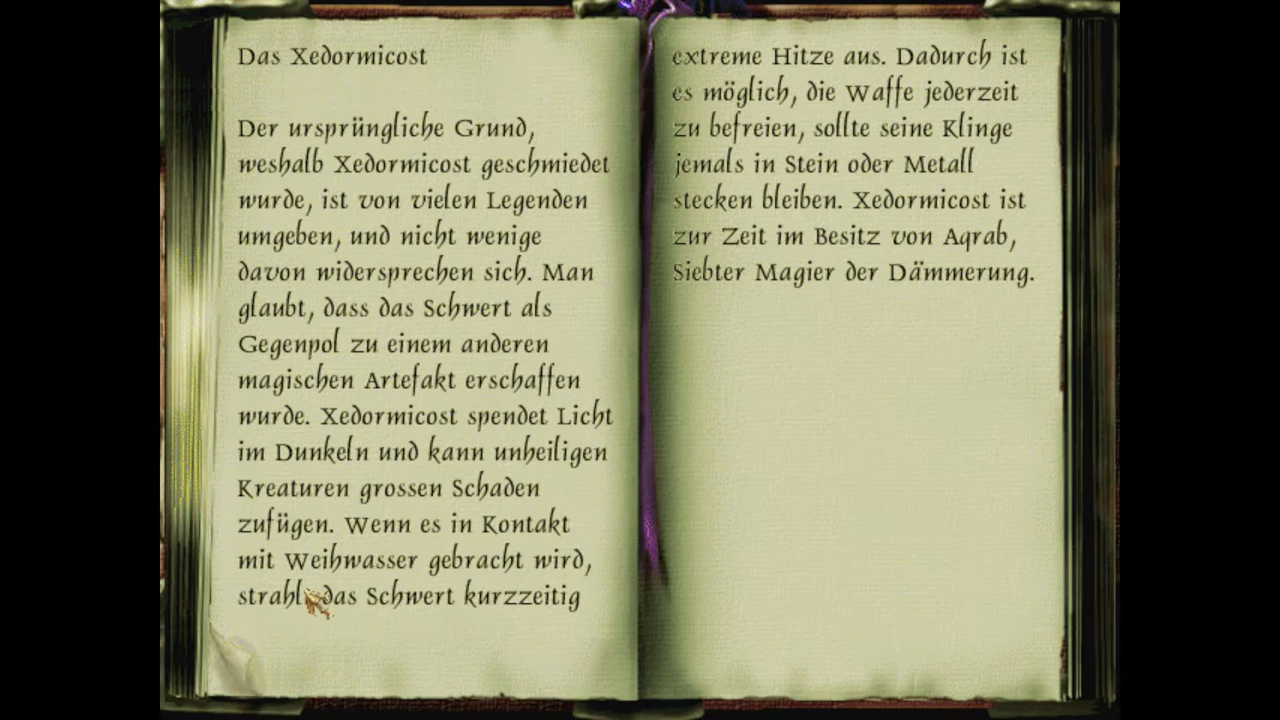 Das Xedormicost
Der ursprüngliche Grund,
weshalb Xedormicost geschmiedet
wurde, ist von vielen Legenden
umgeben, und nicht wenige
davon widersprechen sich. Man
glaubt, dass das Schwert als
Gegenpol zu einem anderen
magischen Artefakt erschaffen
wurde. Xedormicost spendet Licht
im Dunkeln und kann unheiligen
Kreaturen grossen Schaden
zufügen. Wenn es in Kontakt
mit Weihwasser gebracht wird,
strahlt das Schwert kurzzeitig
extreme Hitze aus. Dadurch ist
es möglich, die Waffe jederzeit
zu befreien, sollte seine Klinge
jemals in Stein oder Metall
stecken bleiben. Xedormicost ist
zur Zeit im Besitz von Aqrab,
Siebter Magier der Dämmerung.